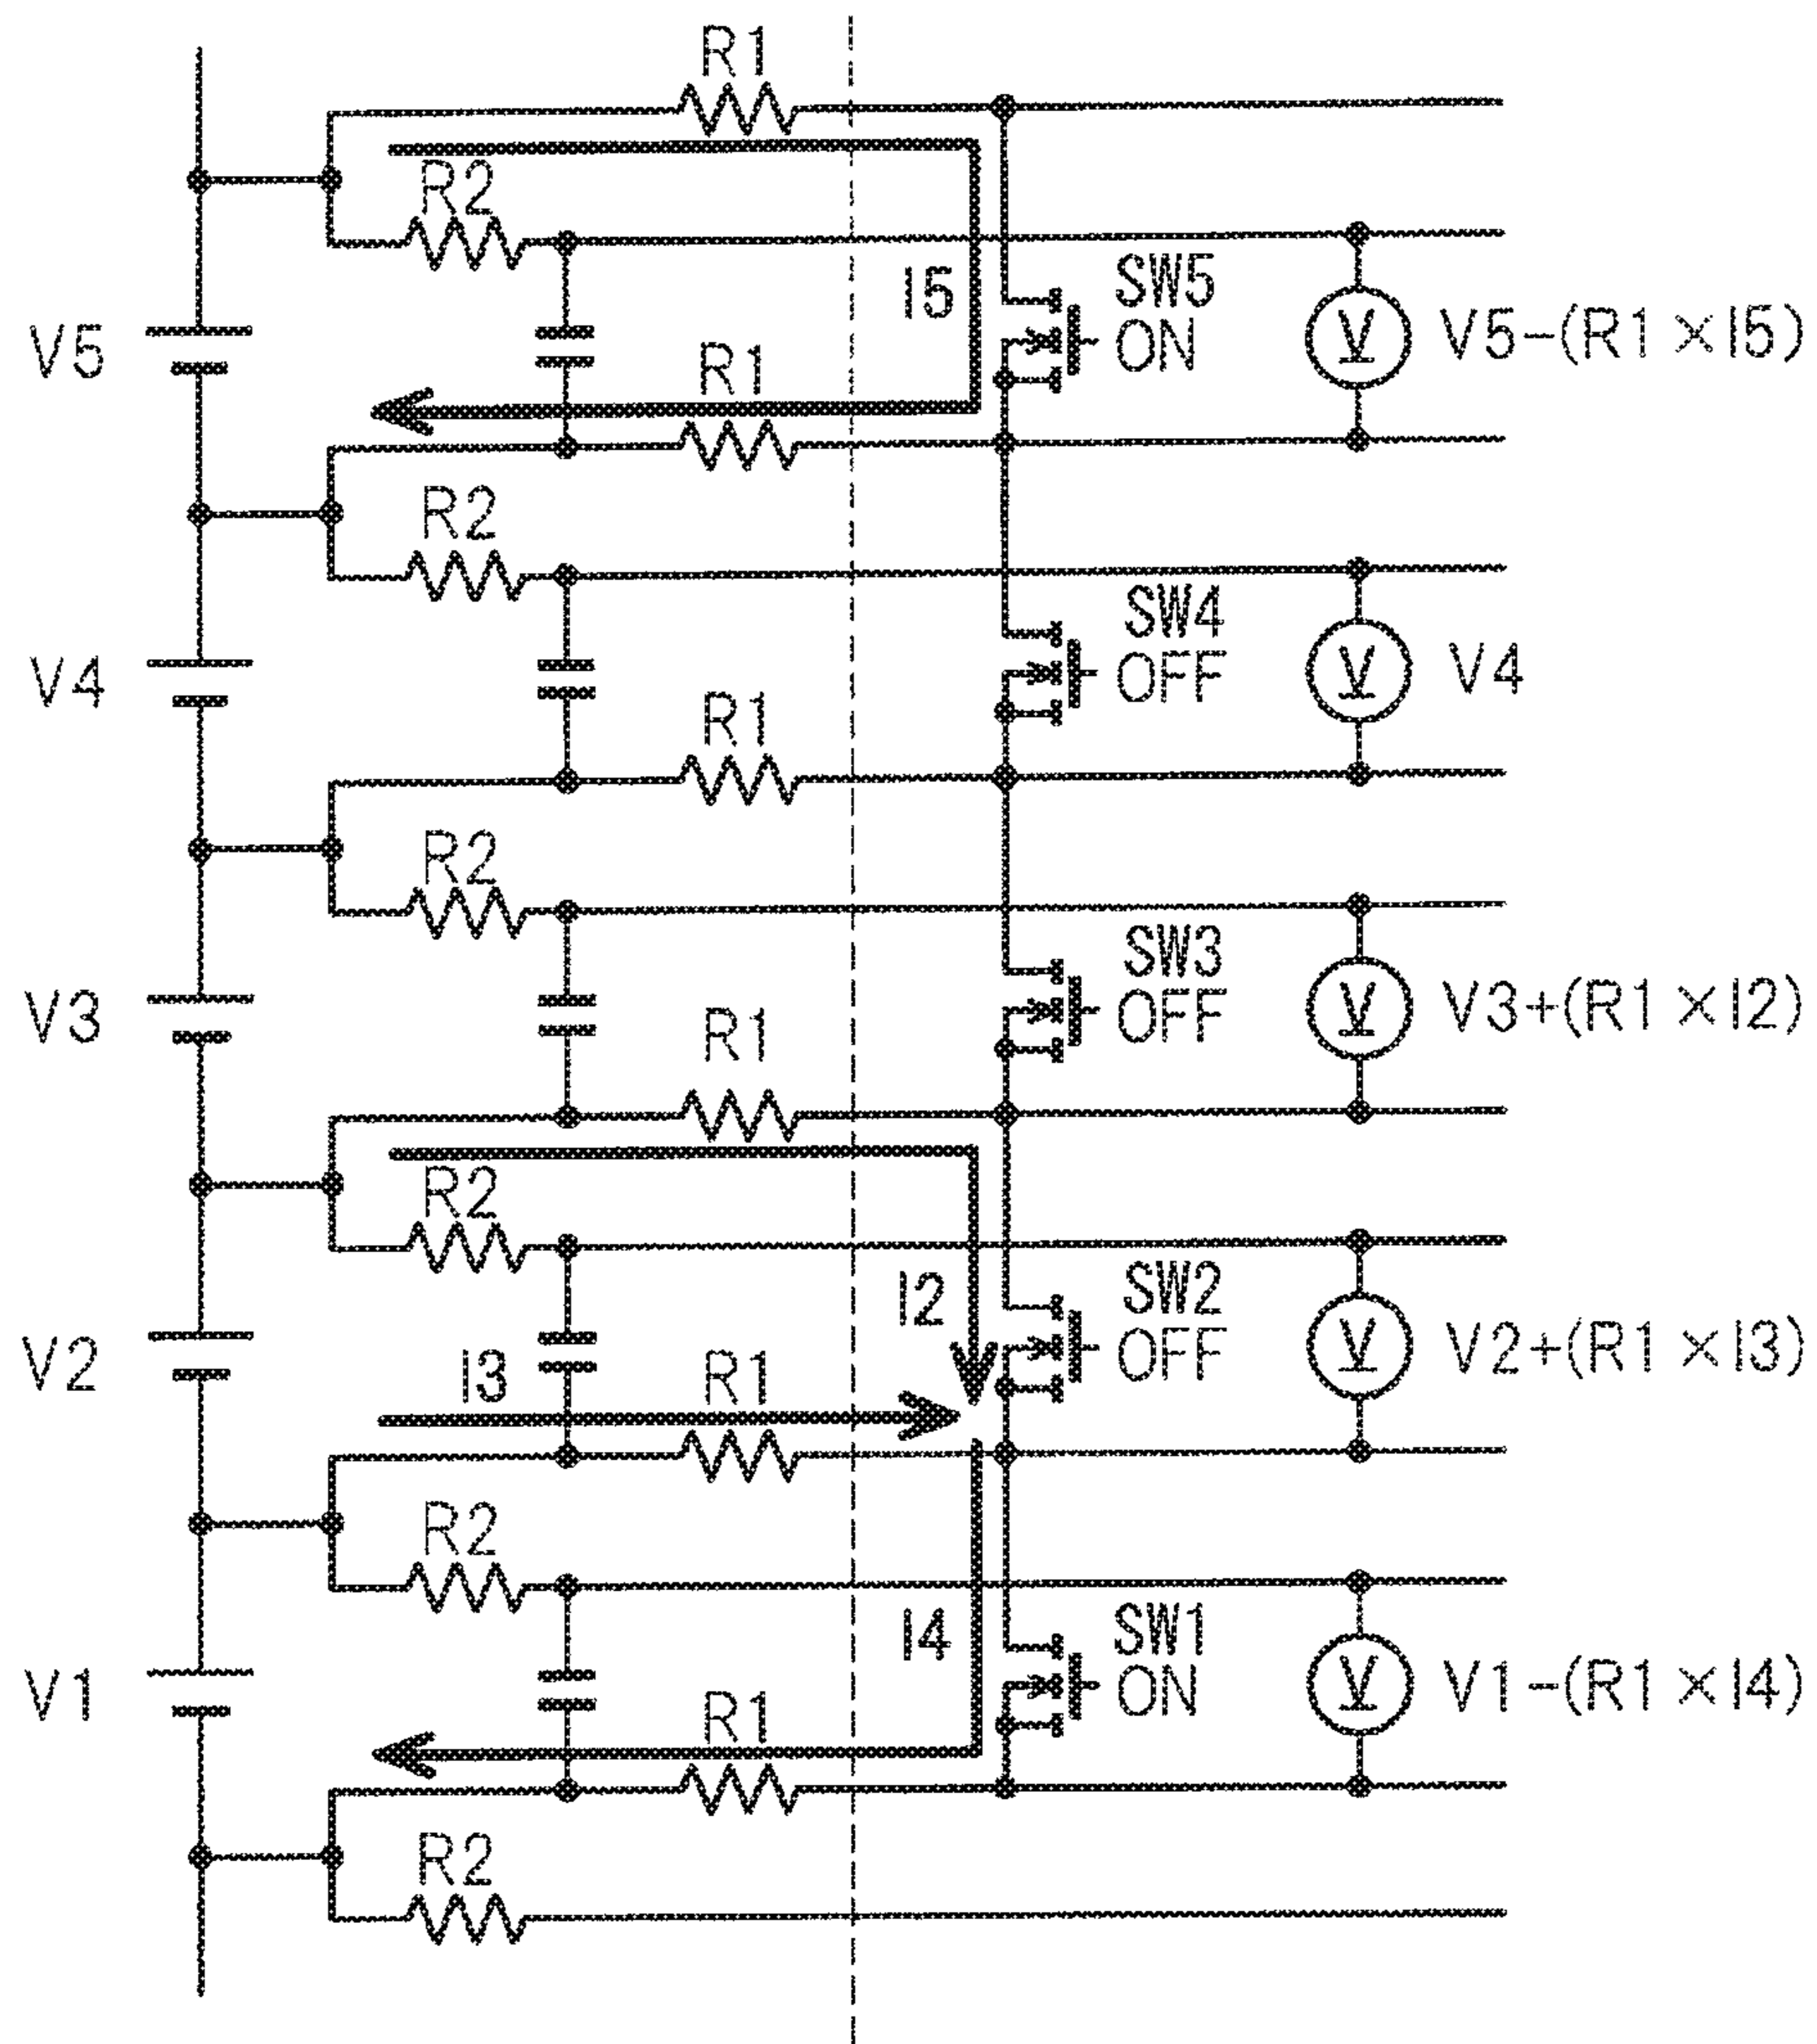 R1
R2
I5
SW5
ON
V
V5-(R1×I5)
V5
R1
R2
SW4
OFF
V
V4
V4
R1
R2
SW3
OFF
V
V3+(R1×I2)
V3
R1
R2
I2
SW2
OFF
V
V2+(R1×I3)
V2
I3
R1
R2
I4
SW1
ON
V
V1-(R1×I4)
V1
R1
R2